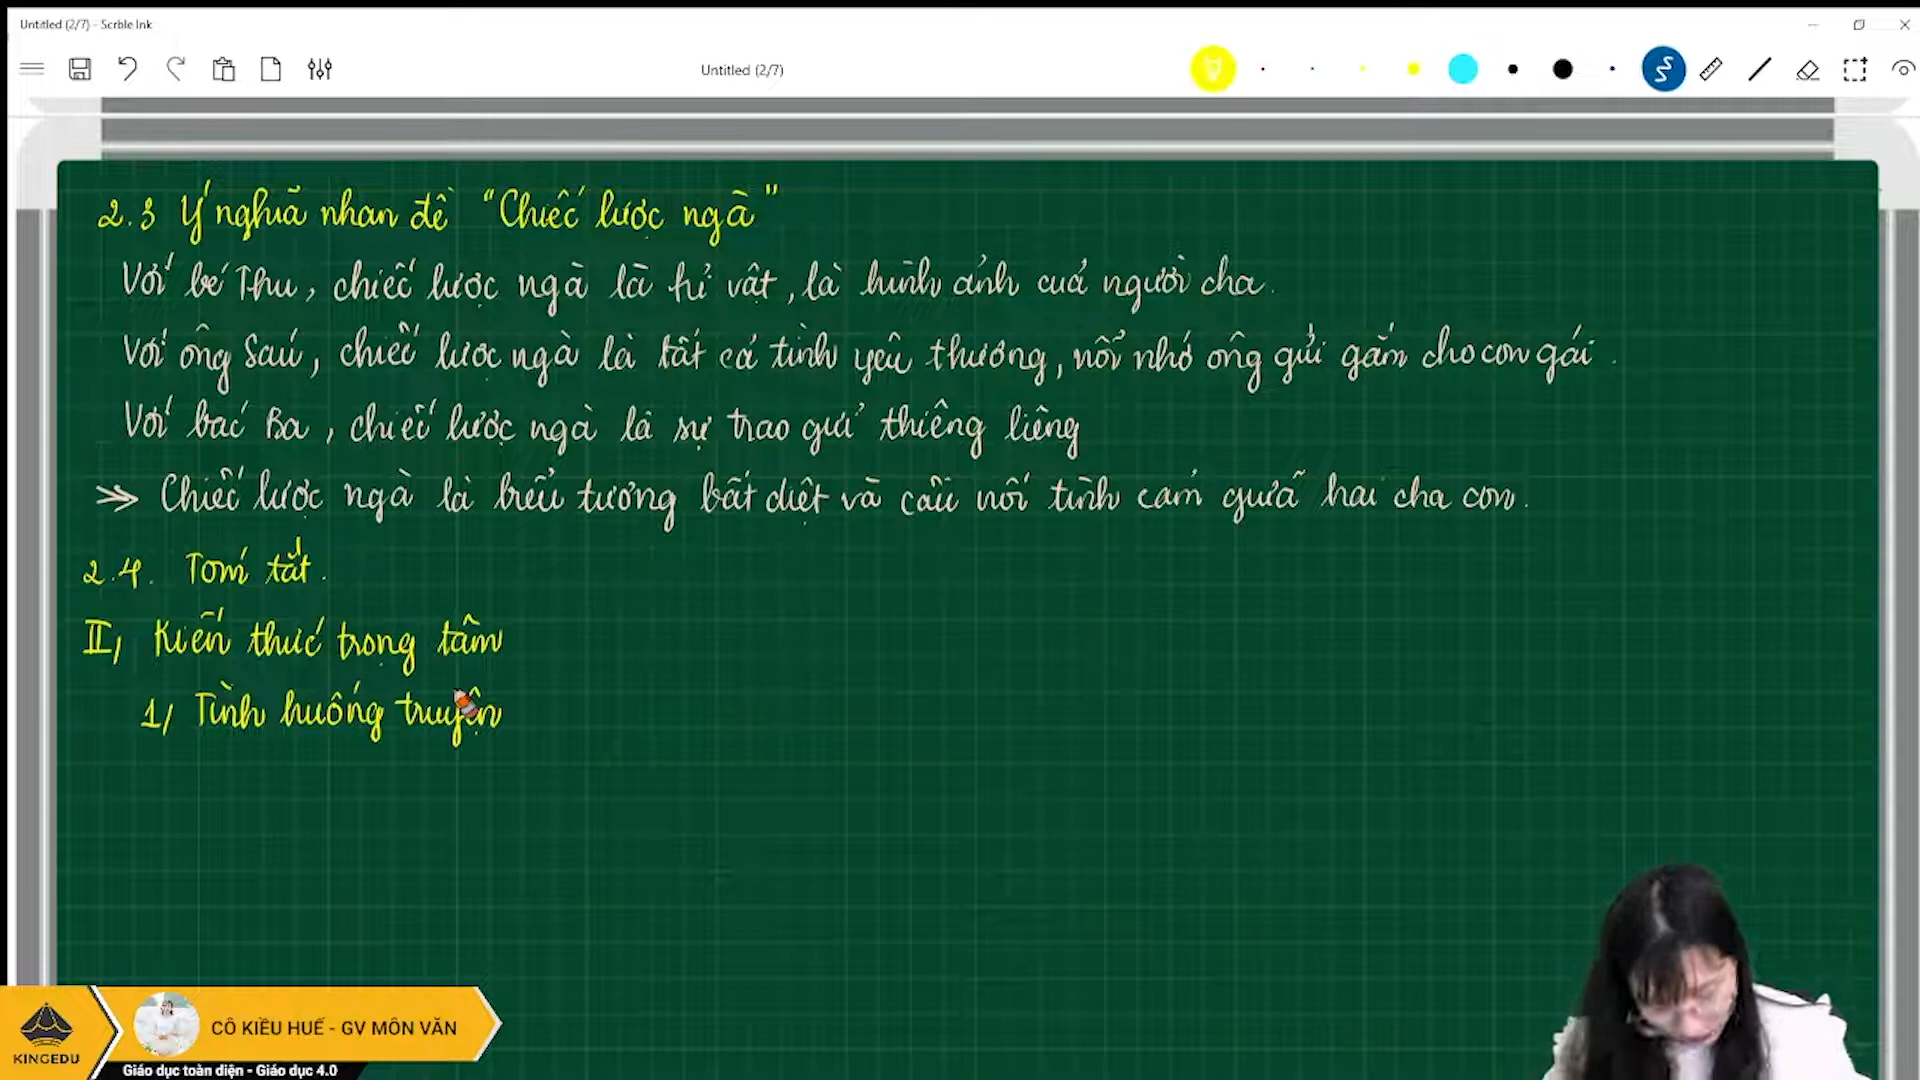 Untitled (2/7) - Scrble Ink
Untitled (2/7)
2.3 Ý nghĩa nhan đề "Chiếc lược ngà"
Với bé Thu, chiếc lược ngà là kỉ vật, là hình ảnh của người cha.
Với ông Sáu, chiếc lược ngà là tất cả tình yêu thương, nỗi nhớ ông gửi gắm cho con gái.
Với bác Ba, chiếc lược ngà là sự trao gửi thiêng liêng
≫ Chiếc lược ngà là biểu tượng bất diệt và cầu nối tình cảm giữa hai cha con.
2.4. Tóm tắt.
II, Kiến thức trọng tâm
1, Tình huống truyện
CÔ KIỀU HUẾ - GV MÔN VĂN
KINGEDU
Giáo dục toàn diện - Giáo dục 4.0